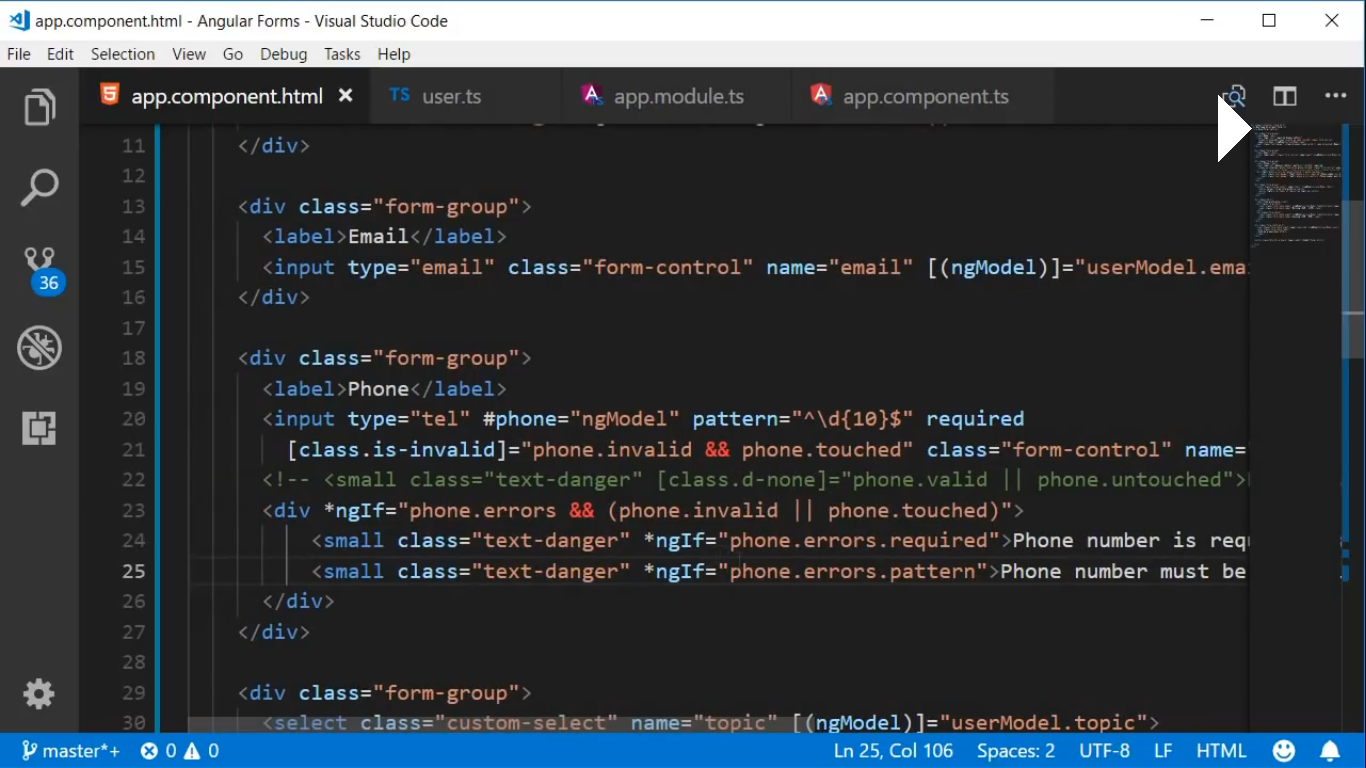 app.component.html - Angular Forms - Visual Studio Code
File Edit Selection View Go Debug Tasks Help
app.component.html TS user.ts app.module.ts app.component.ts
11 </div>
12
13 <div class="form-group">
14 <label>Email</label>
15 <input type="email" class="form-control" name="email" [(ngModel)]="userModel.emai
16 </div>
17
18 <div class="form-group">
19 <label>Phone</label>
20 <input type="tel" #phone="ngModel" pattern="^\d{10}$" required
21 [class.is-invalid]="phone.invalid && phone.touched" class="form-control" name=
22 <!-- <small class="text-danger" [class.d-none]="phone.valid || phone.untouched">
23 <div *ngIf="phone.errors && (phone.invalid || phone.touched)">
24 <small class="text-danger" *ngIf="phone.errors.required">Phone number is req
25 <small class="text-danger" *ngIf="phone.errors.pattern">Phone number must be
26 </div>
27 </div>
28
29 <div class="form-group">
30 <select class="custom-select" name="topic" [(ngModel)]="userModel.topic">
36
master*+ 0 0 Ln 25, Col 106 Spaces: 2 UTF-8 LF HTML